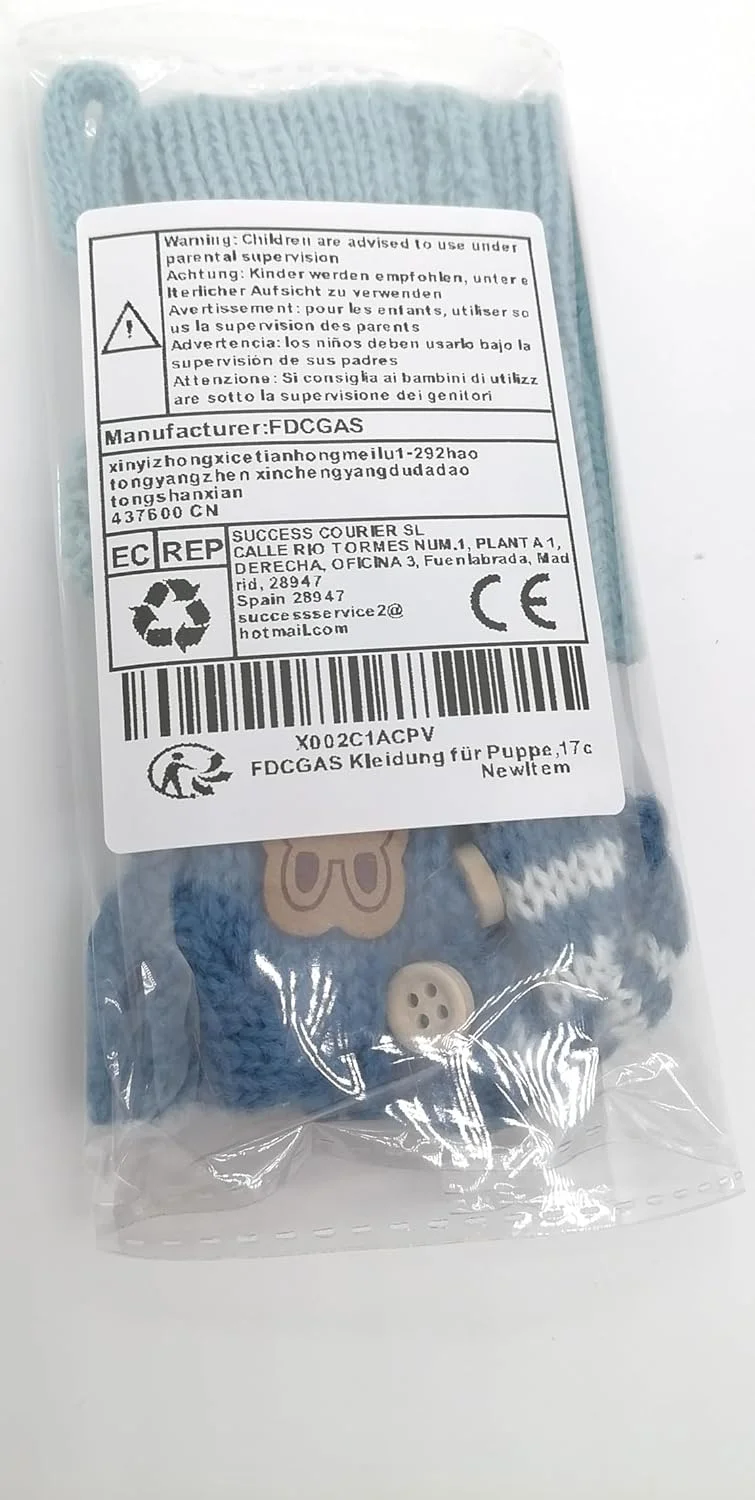 Warning: Children are advised to use under
parental supervision
Achtung: Kinder werden empfohlen, unter e
lterlicher Aufsicht zu verwenden
Avertissement: pour les enfants, utiliser so
us la supervision des parents
Advertencia: los niños deben usarlo bajo la
supervisión de sus padres
Attenzione: Si consiglia ai bambini di utilizz
are sotto la supervisione dei genitori
Manufacturer:FDCGAS
xinyizhongxicetianhongmeilu1-292hao
tongyangzhen xinchengyangdudadao
tongshanxian
437600 CN
EC REP
SUCCESS COURIER SL
CALLE RIO TORMES NUM.1, PLANTA 1,
DERECHA, OFICINA 3, Fuenlabrada, Mad
rid, 28947
Spain 28947
successservice2@
hotmail.com
CE
X002C1ACPV
FDCGAS Kleidung für Puppe,17c
NewItem